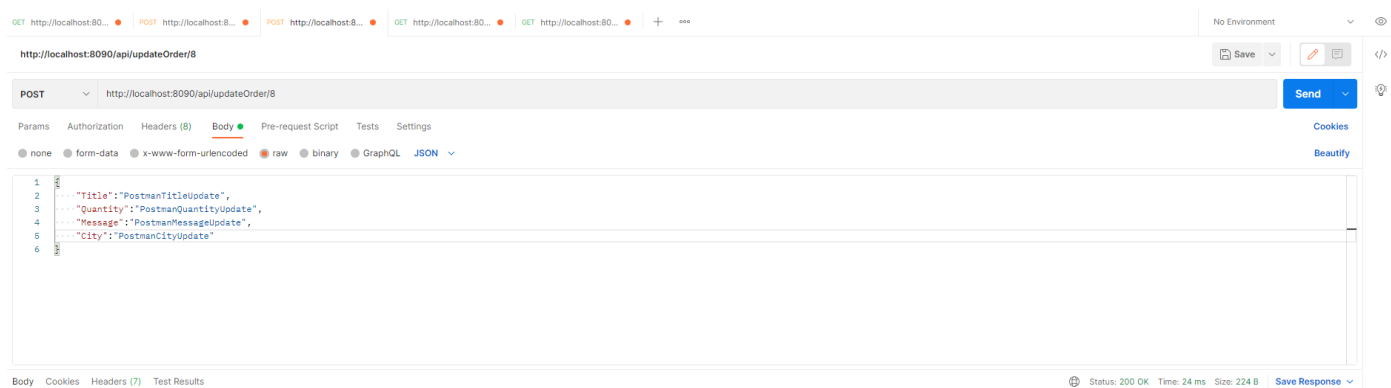 GET http://localhost:80... POST http://localhost:8... POST http://localhost:8... GET http://localhost:80... GET http://localhost:80... + ooo No Environment
http://localhost:8090/api/updateOrder/8 Save </>
POST http://localhost:8090/api/updateOrder/8 Send
Params Authorization Headers (8) Body Pre-request Script Tests Settings Cookies
none form-data x-www-form-urlencoded raw binary GraphQL JSON Beautify
1 {
2 ····"Title":"PostmanTitleUpdate",
3 ····"Quantity":"PostmanQuantityUpdate",
4 ····"Message":"PostmanMessageUpdate",
5 ····"City":"PostmanCityUpdate"
6 }
Body Cookies Headers (7) Test Results Status: 200 OK Time: 24 ms Size: 224 B Save Response